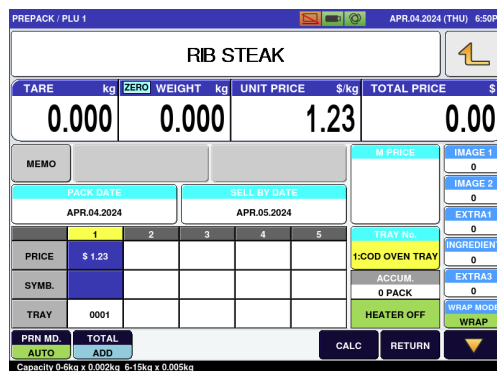 PREPACK / PLU 1 APR.04.2024 (THU) 6:50P
RIB STEAK
TARE kg ZERO WEIGHT kg UNIT PRICE $/kg TOTAL PRICE $
0.000 0.000 1.23 0.00
MEMO M PRICE IMAGE 1
0
IMAGE 2
0
PACK DATE SELL BY DATE
APR.04.2024 APR.05.2024
EXTRA1
0
1 2 3 4 5 TRAY No.
INGREDIENT
0
PRICE $ 1.23 1:COD OVEN TRAY
SYMB. ACCUM.
0 PACK
EXTRA3
0
TRAY 0001 HEATER OFF
WRAP MODE
WRAP
PRN MD. TOTAL
AUTO ADD
CALC RETURN
Capacity 0-6kg x 0.002kg 6-15kg x 0.005kg